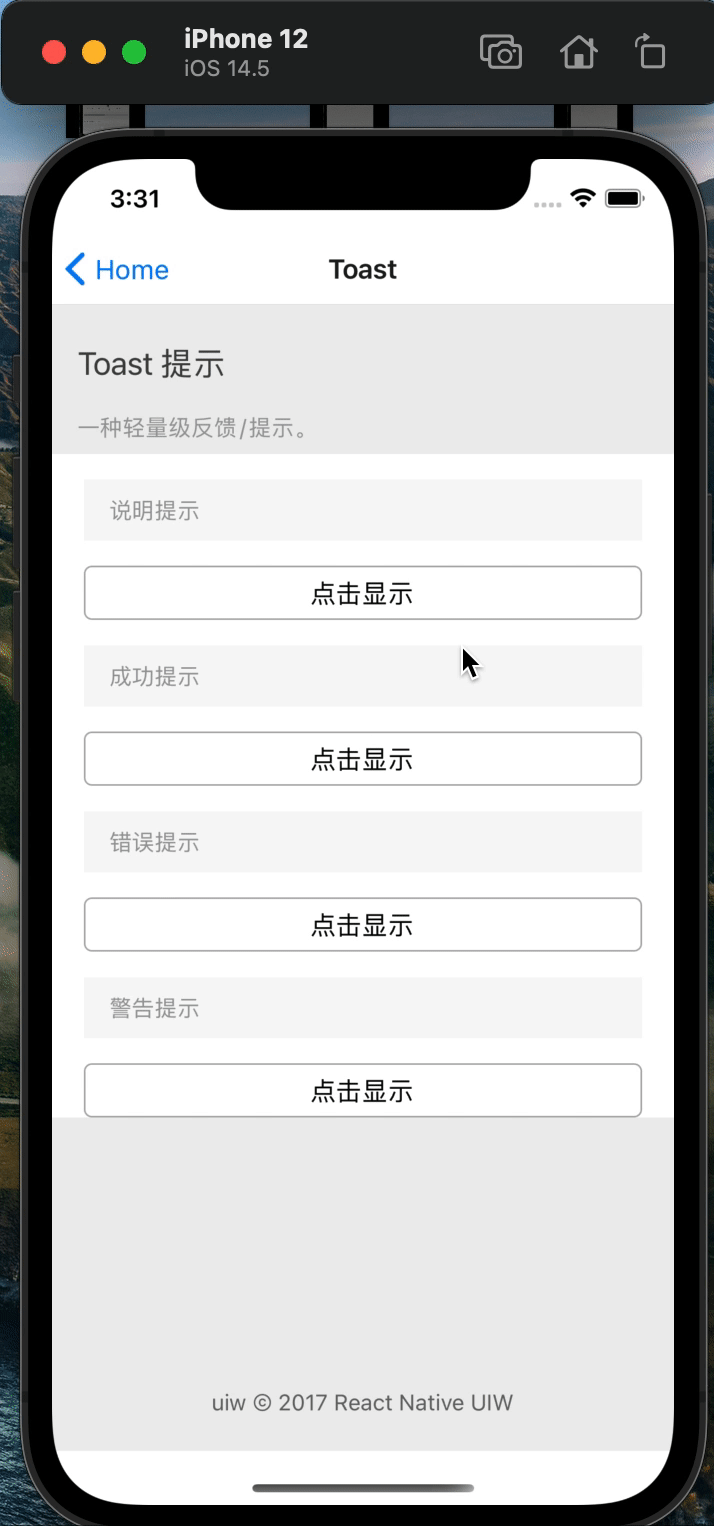 iPhone 12
iOS 14.5
3:31
Home
Toast
Toast 提示
一种轻量级反馈/提示。
说明提示
点击显示
成功提示
点击显示
错误提示
点击显示
警告提示
点击显示
uiw © 2017 React Native UIW